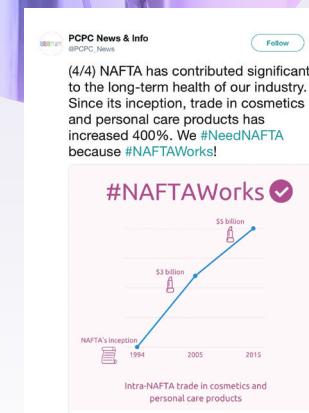 PCPC News & Info
@PCPC_News
Follow
(4/4) NAFTA has contributed significant
to the long-term health of our industry.
Since its inception, trade in cosmetics
and personal care products has
increased 400%. We #NeedNAFTA
because #NAFTAWorks!
#NAFTAWorks
$5 billion
$3 billion
NAFTA's inception
1994 2005 2015
Intra-NAFTA trade in cosmetics and
personal care products